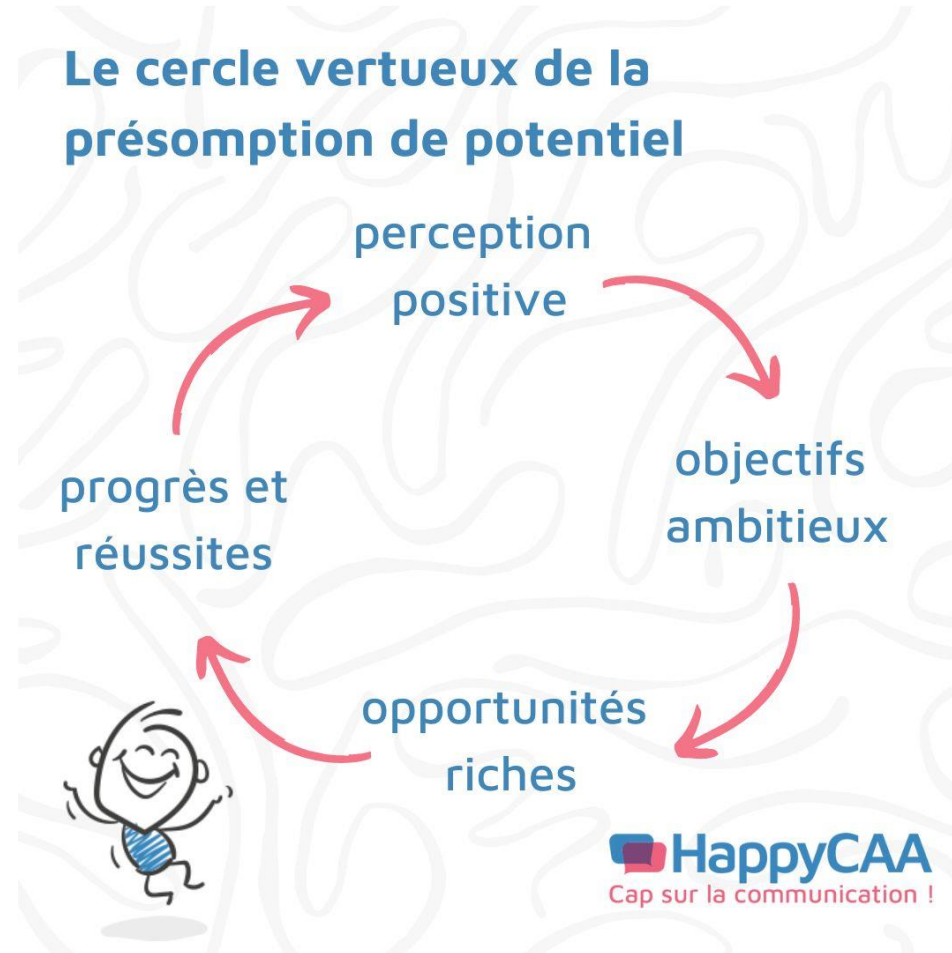 Le cercle vertueux de la
présomption de potentiel
perception
positive
objectifs
ambitieux
opportunités
riches
progrès et
réussites
HappyCAA
Cap sur la communication !